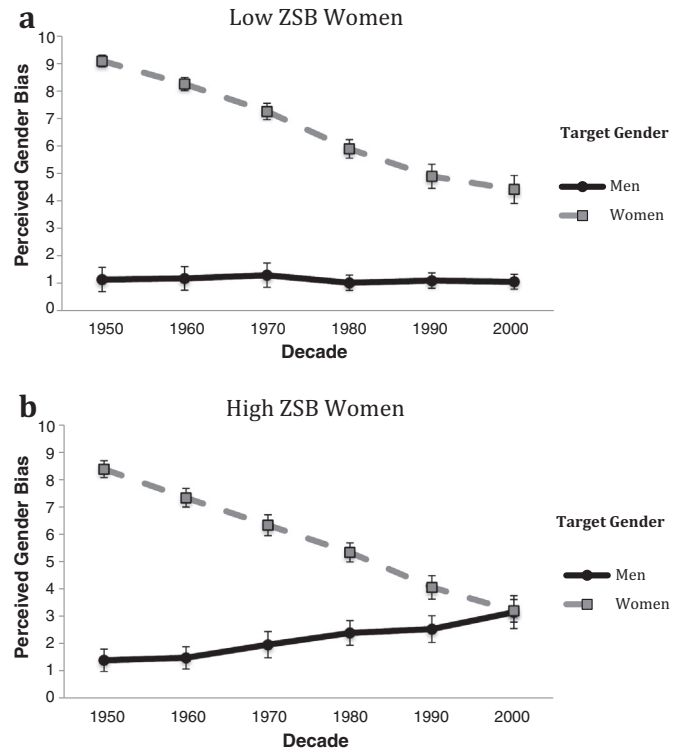 a
Low ZSB Women
Perceived Gender Bias
10
9
8
7
6
5
4
3
2
1
0
1950 1960 1970 1980 1990 2000
Decade
Target Gender
Men
Women
b
High ZSB Women
Perceived Gender Bias
10
9
8
7
6
5
4
3
2
1
0
1950 1960 1970 1980 1990 2000
Decade
Target Gender
Men
Women